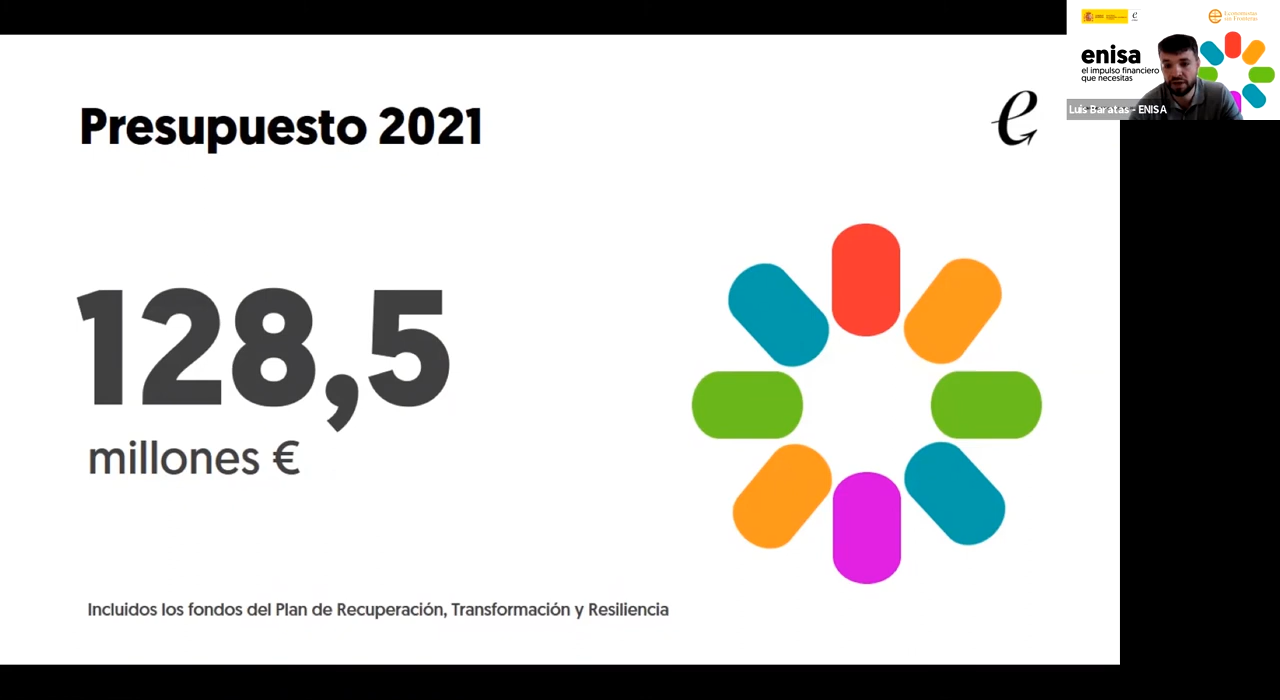 Presupuesto 2021
128,5
millones €
Incluidos los fondos del Plan de Recuperación, Transformación y Resiliencia
e
enisa
el impulso financiero
que necesitas
Luis Baratas - ENISA